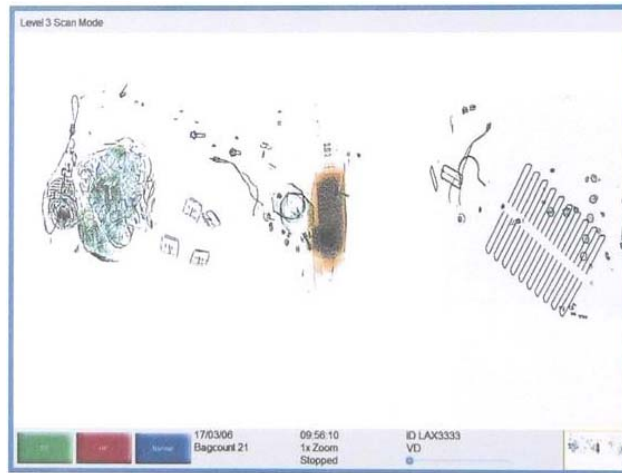 Level 3 Scan Mode
Normal
17/03/06
Bagcount 21
09:56:10
1x Zoom
Stopped
ID LAX3333
VD